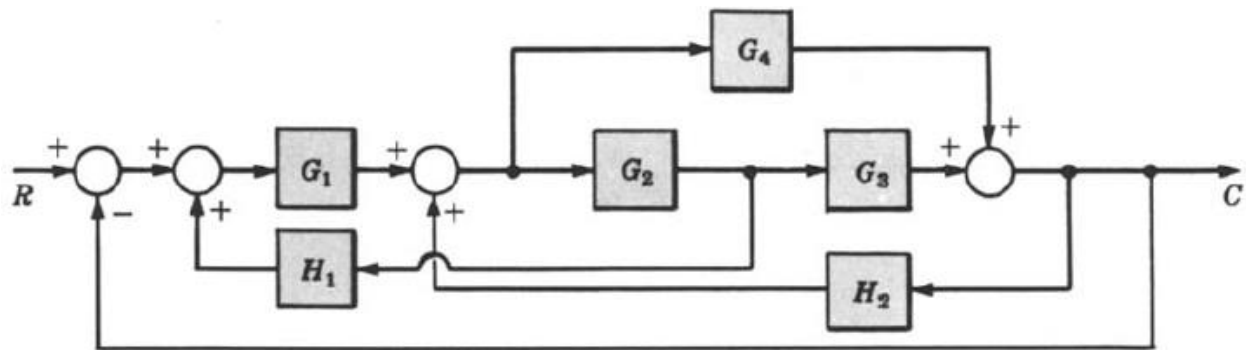 G₄
+
+ + + +
R G₁ G₂ G₃ C
− + +
H₁ H₂